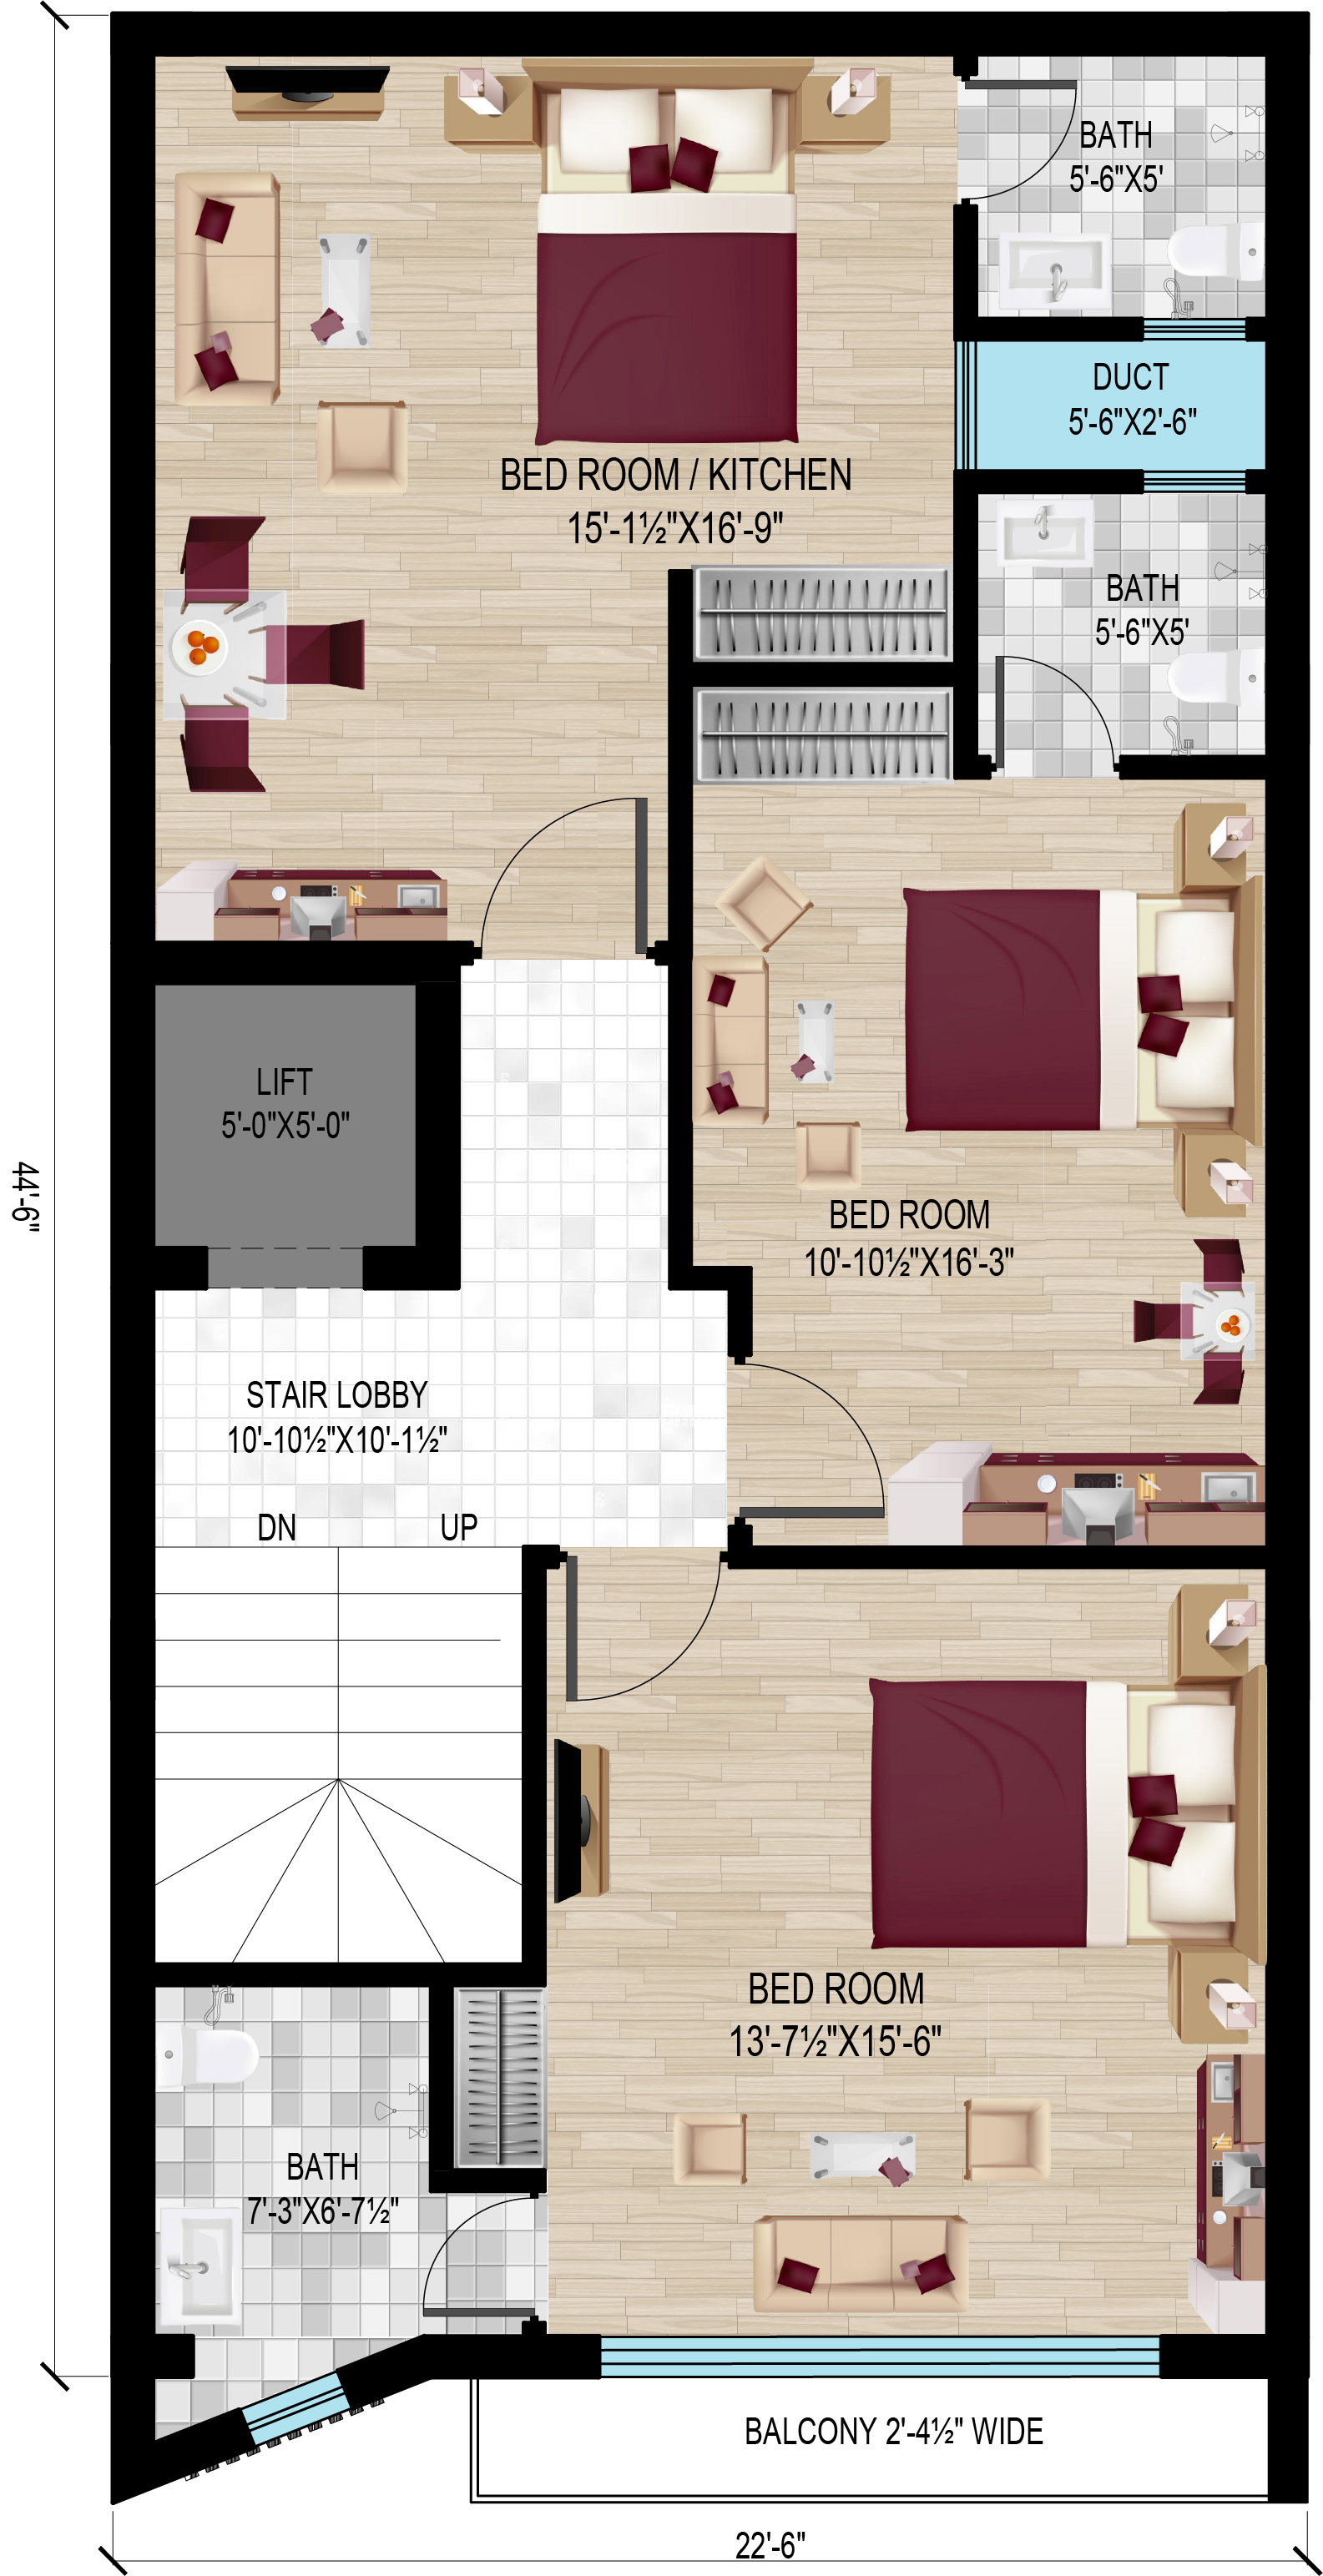 BATH
5'-6"X5'
DUCT
5'-6"X2'-6"
BED ROOM / KITCHEN
15'-1½"X16'-9"
BATH
5'-6"X5'
LIFT
5'-0"X5'-0"
44'-6"
BED ROOM
10'-10½"X16'-3"
STAIR LOBBY
10'-10½"X10'-1½"
DN UP
BED ROOM
13'-7½"X15'-6"
BATH
7'-3"X6'-7½"
BALCONY 2'-4½" WIDE
22'-6"